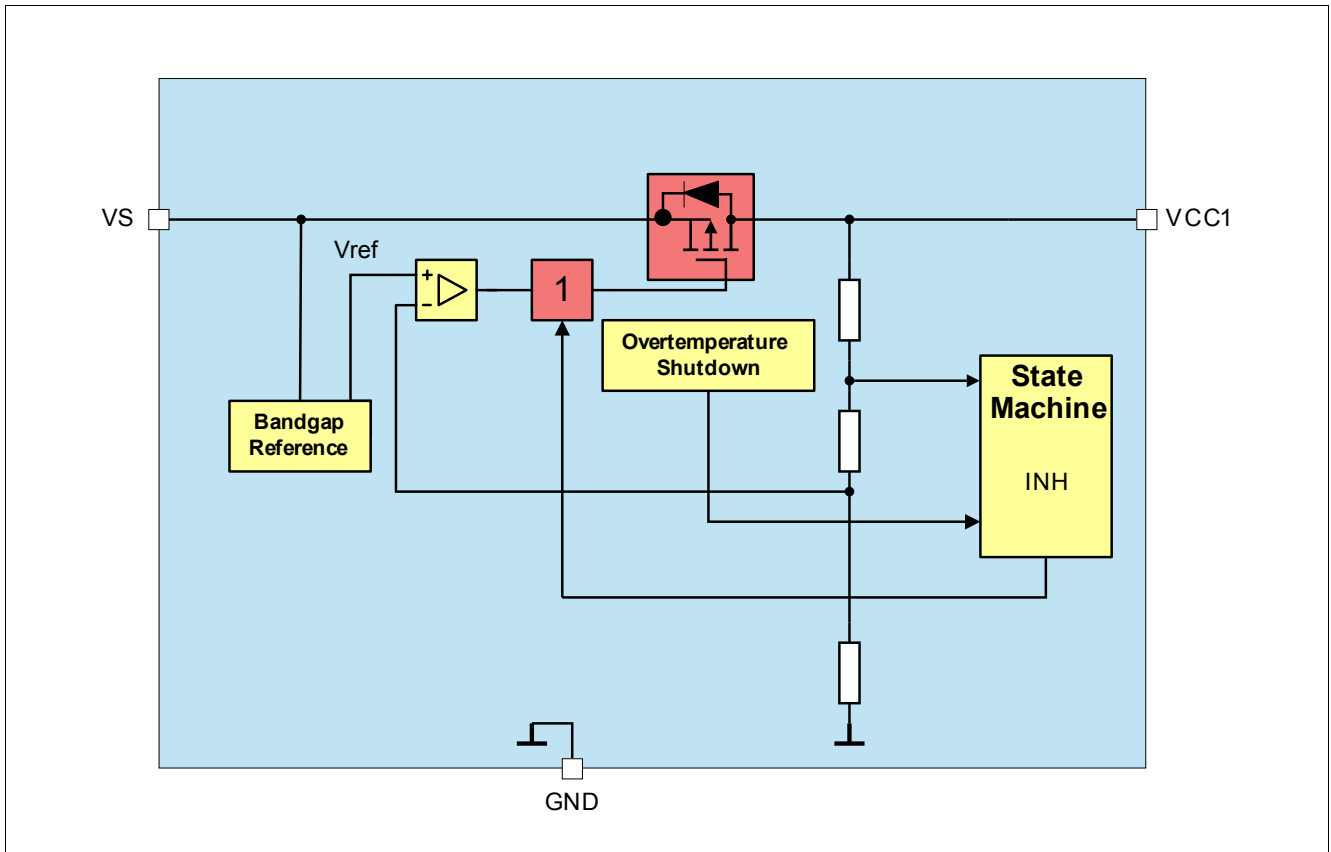 VS
VCC1
Vref
+
-
1
Overtemperature
Shutdown
State
Machine
Bandgap
Reference
INH
GND